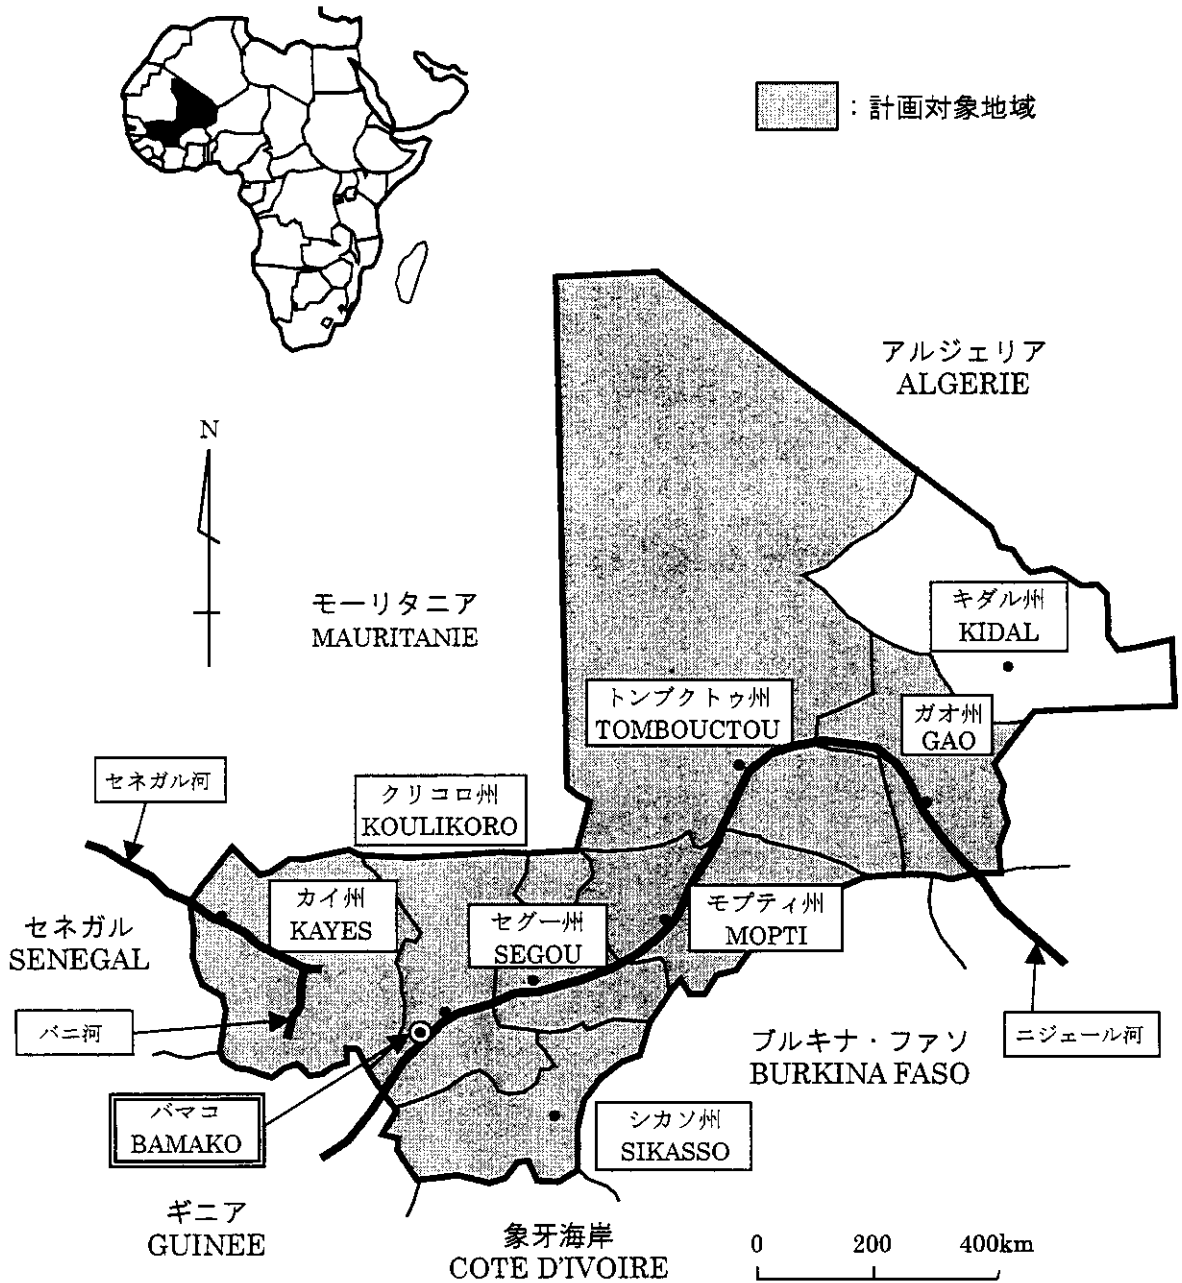 ：計画対象地域
アルジェリア
ALGERIE
N
モーリタニア
MAURITANIE
キダル州
KIDAL
トンブクトゥ州
TOMBOUCTOU
ガオ州
GAO
セネガル河
クリコロ州
KOULIKORO
カイ州
KAYES
セグー州
SEGOU
モプティ州
MOPTI
セネガル
SENEGAL
バニ河
ブルキナ・ファソ
BURKINA FASO
ニジェール河
バマコ
BAMAKO
シカソ州
SIKASSO
ギニア
GUINEE
象牙海岸
COTE D'IVOIRE
0 200 400km